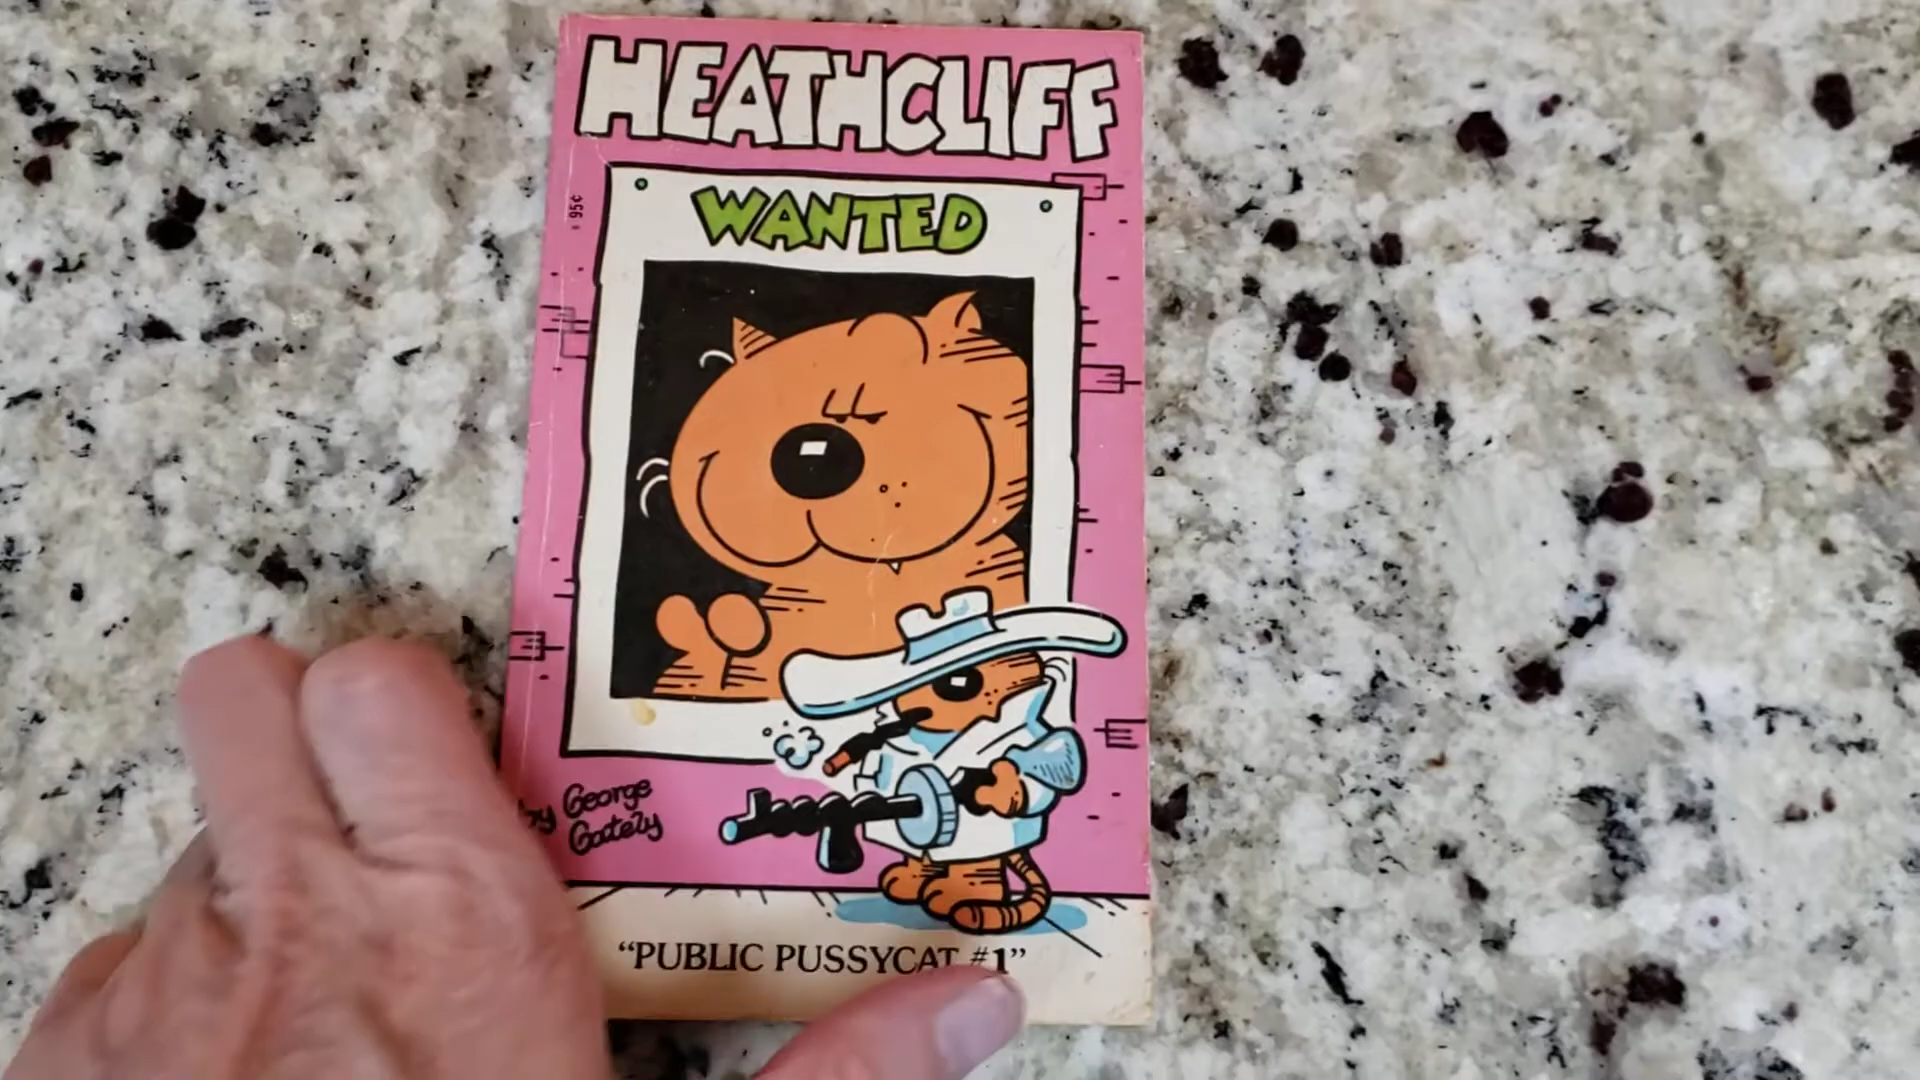 HEATHCLIFF
95¢
WANTED
by George
Gately
“PUBLIC PUSSYCAT #1”